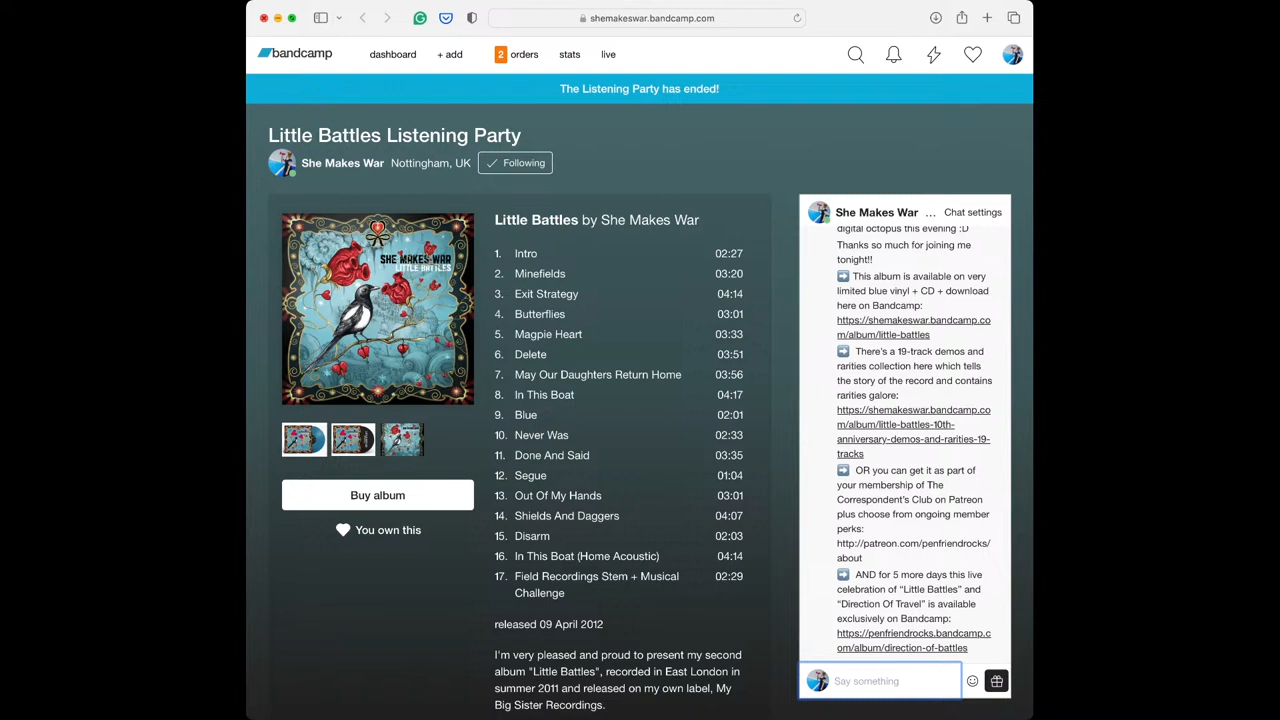 shemakeswar.bandcamp.com
bandcamp
dashboard
+ add
2 orders
stats
live
The Listening Party has ended!
Little Battles Listening Party
She Makes War Nottingham, UK
Following
SHE MAKES WAR
LITTLE BATTLES
Buy album
You own this
Little Battles by She Makes War
1. Intro 02:27
2. Minefields 03:20
3. Exit Strategy 04:14
4. Butterflies 03:01
5. Magpie Heart 03:33
6. Delete 03:51
7. May Our Daughters Return Home 03:56
8. In This Boat 04:17
9. Blue 02:01
10. Never Was 02:33
11. Done And Said 03:35
12. Segue 01:04
13. Out Of My Hands 03:01
14. Shields And Daggers 04:07
15. Disarm 02:03
16. In This Boat (Home Acoustic) 04:14
17. Field Recordings Stem + Musical 02:29
Challenge
released 09 April 2012
I'm very pleased and proud to present my second
album "Little Battles", recorded in East London in
summer 2011 and released on my own label, My
Big Sister Recordings.
She Makes War ... Chat settings
digital octopus this evening :D
Thanks so much for joining me
tonight!!
➡️ This album is available on very
limited blue vinyl + CD + download
here on Bandcamp:
https://shemakeswar.bandcamp.co
m/album/little-battles
➡️ There's a 19-track demos and
rarities collection here which tells
the story of the record and contains
rarities galore:
https://shemakeswar.bandcamp.co
m/album/little-battles-10th-
anniversary-demos-and-rarities-19-
tracks
➡️ OR you can get it as part of
your membership of The
Correspondent's Club on Patreon
plus choose from ongoing member
perks:
http://patreon.com/penfriendrocks/
about
➡️ AND for 5 more days this live
celebration of “Little Battles” and
“Direction Of Travel” is available
exclusively on Bandcamp:
https://penfriendrocks.bandcamp.c
om/album/direction-of-battles
Say something